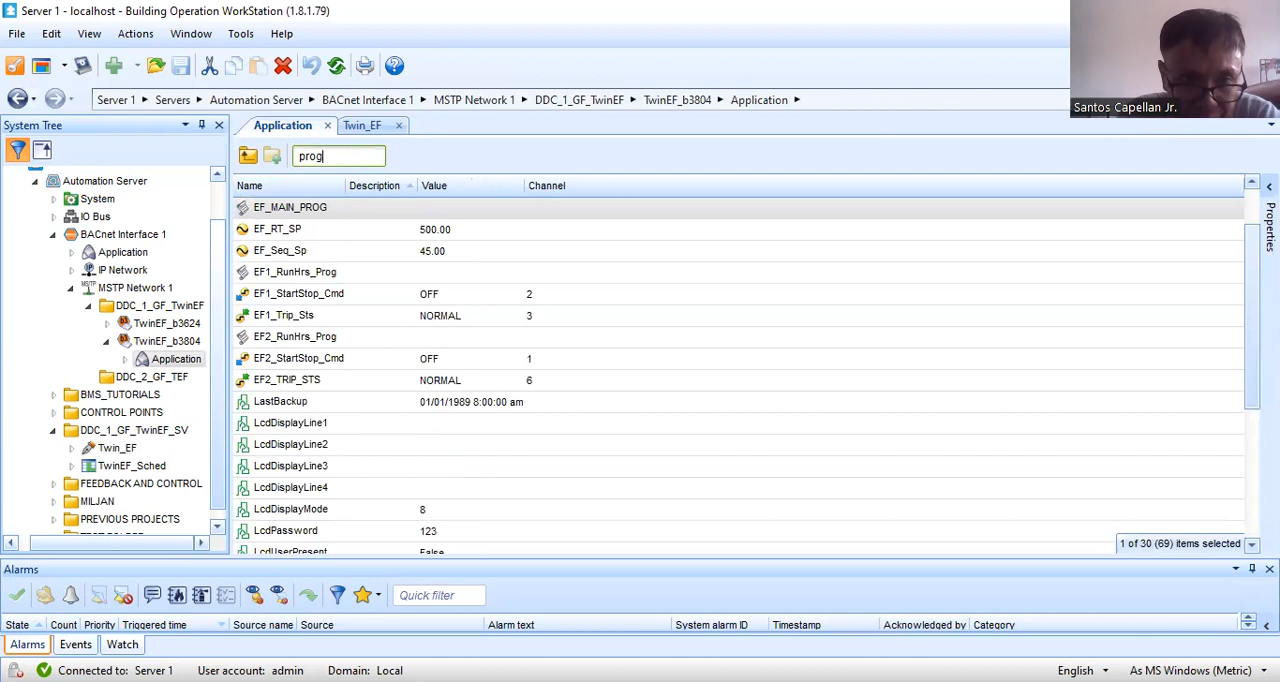 Server 1 - localhost - Building Operation WorkStation (1.8.1.79)
File Edit View Actions Window Tools Help
Santos Capellan Jr.
Server 1 Servers Automation Server BACnet Interface 1 MSTP Network 1 DDC_1_GF_TwinEF TwinEF_b3804 Application
System Tree
Application Twin_EF
prog
Automation Server
System
IO Bus
BACnet Interface 1
Application
IP Network
MSTP Network 1
DDC_1_GF_TwinEF
TwinEF_b3624
TwinEF_b3804
Application
DDC_2_GF_TEF
BMS_TUTORIALS
CONTROL POINTS
DDC_1_GF_TwinEF_SV
Twin_EF
TwinEF_Sched
FEEDBACK AND CONTROL
MILJAN
PREVIOUS PROJECTS
Name Description Value Channel
EF_MAIN_PROG
EF_RT_SP 500.00
EF_Seq_Sp 45.00
EF1_RunHrs_Prog
EF1_StartStop_Cmd OFF 2
EF1_Trip_Sts NORMAL 3
EF2_RunHrs_Prog
EF2_StartStop_Cmd OFF 1
EF2_TRIP_STS NORMAL 6
LastBackup 01/01/1989 8:00:00 am
LcdDisplayLine1
LcdDisplayLine2
LcdDisplayLine3
LcdDisplayLine4
LcdDisplayMode 8
LcdPassword 123
LcdUserPresent False
1 of 30 (69) items selected
Properties
Alarms
Quick filter
State Count Priority Triggered time Source name Source Alarm text System alarm ID Timestamp Acknowledged by Category
Alarms Events Watch
Connected to: Server 1 User account: admin Domain: Local English As MS Windows (Metric)